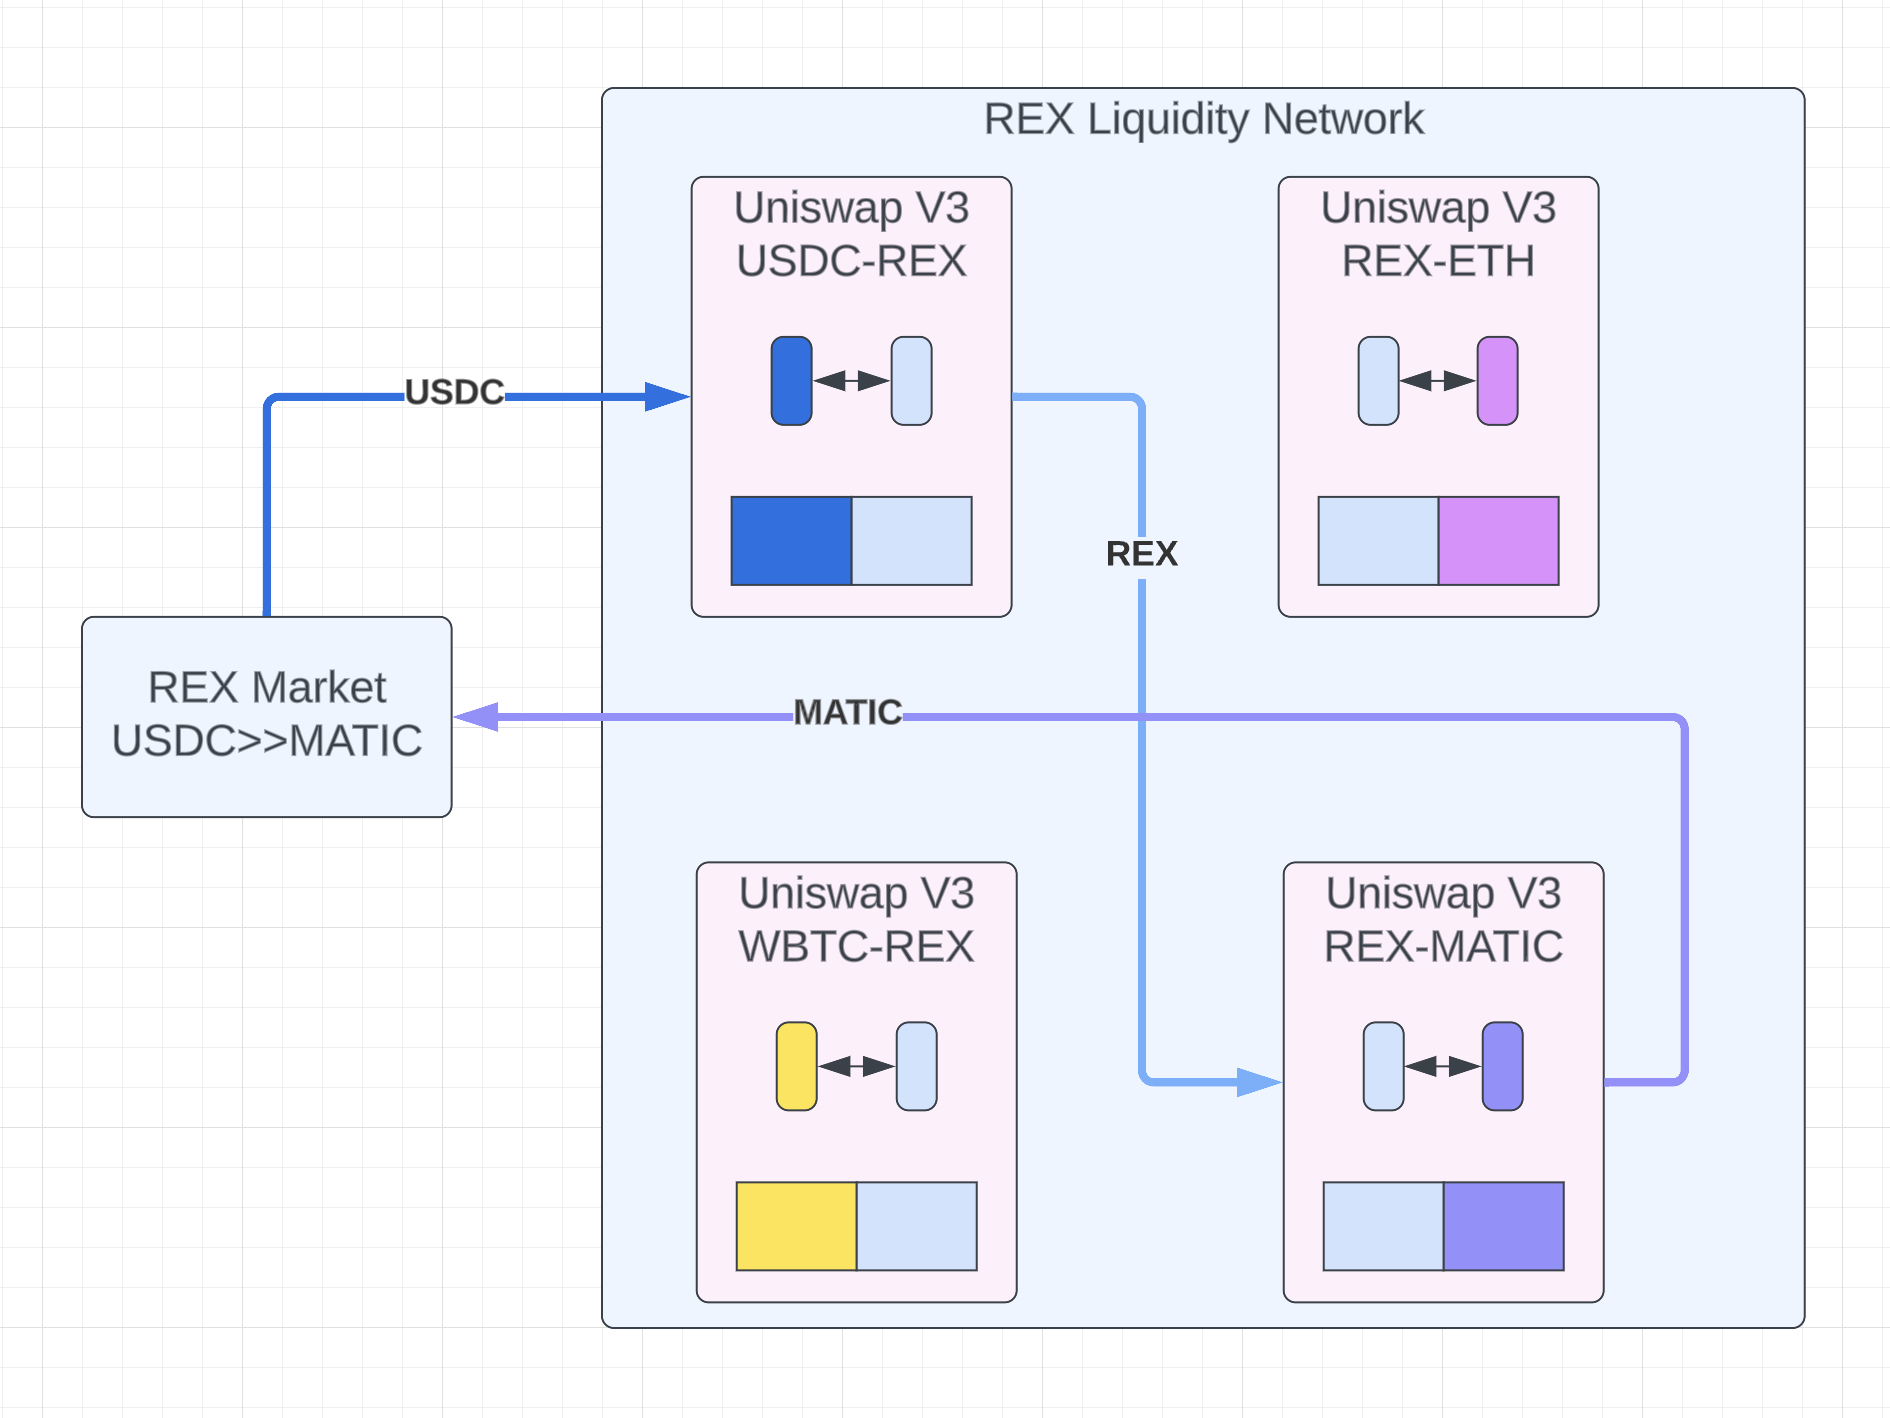 REX Liquidity Network
Uniswap V3
USDC-REX
Uniswap V3
REX-ETH
USDC
REX
REX Market
USDC>>MATIC
MATIC
Uniswap V3
WBTC-REX
Uniswap V3
REX-MATIC